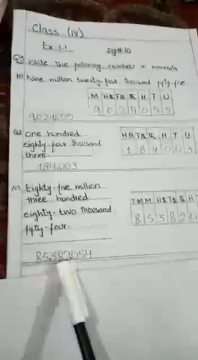 Class (IV)
Ex 1.1
Pg# 10
Q2 Write the following numbers in numerals
(i) Nine million twenty-four thousand fifty-five
M HTh TTh Th H T U
9 0 2 4 0 5 5
9024055
(ii) One hundred
eighty four thousand
three
HTh TTh Th H T U
1 8 4 0 0 3
184,003
(iii) Eighty-five million
three hundred
eighty-two thousand
fifty-four
TM M HTh TTh Th H
8 5 3 8 2 0
85382054